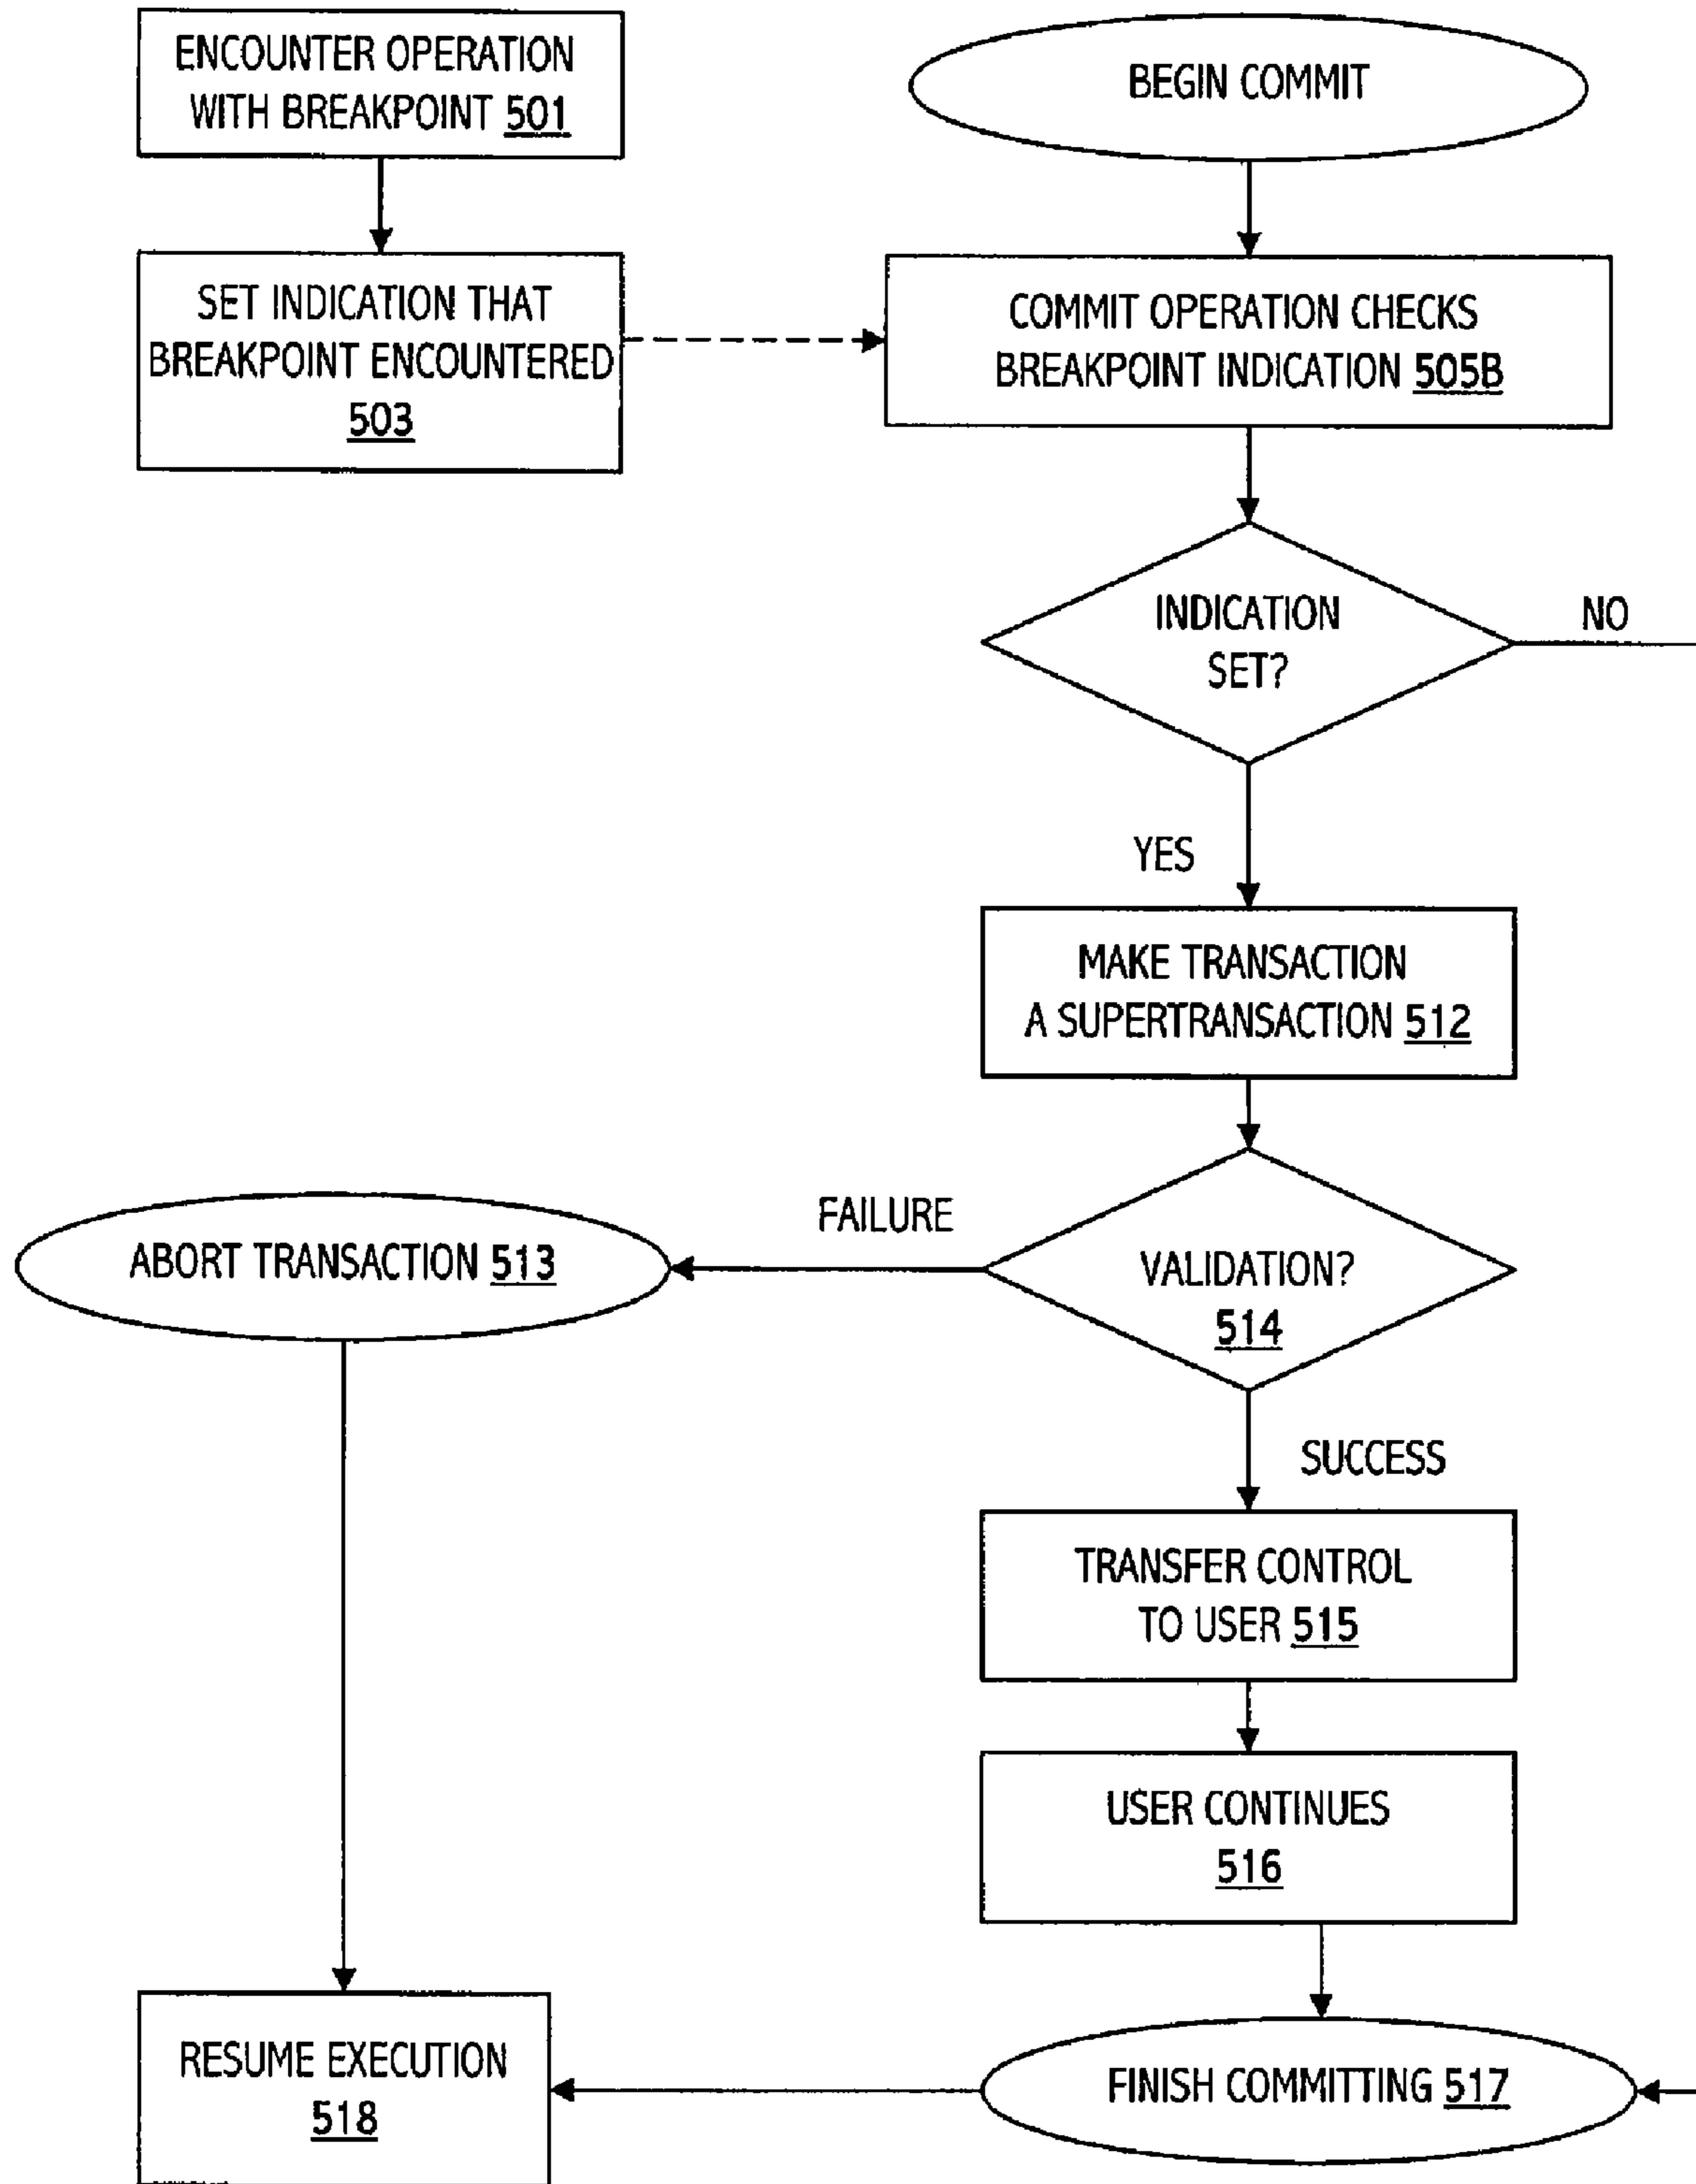 ENCOUNTER OPERATION
WITH BREAKPOINT 501
BEGIN COMMIT
SET INDICATION THAT
BREAKPOINT ENCOUNTERED
503
COMMIT OPERATION CHECKS
BREAKPOINT INDICATION 505B
INDICATION
SET?
NO
YES
MAKE TRANSACTION
A SUPERTRANSACTION 512
FAILURE
ABORT TRANSACTION 513
VALIDATION?
514
SUCCESS
TRANSFER CONTROL
TO USER 515
USER CONTINUES
516
RESUME EXECUTION
518
FINISH COMMITTING 517